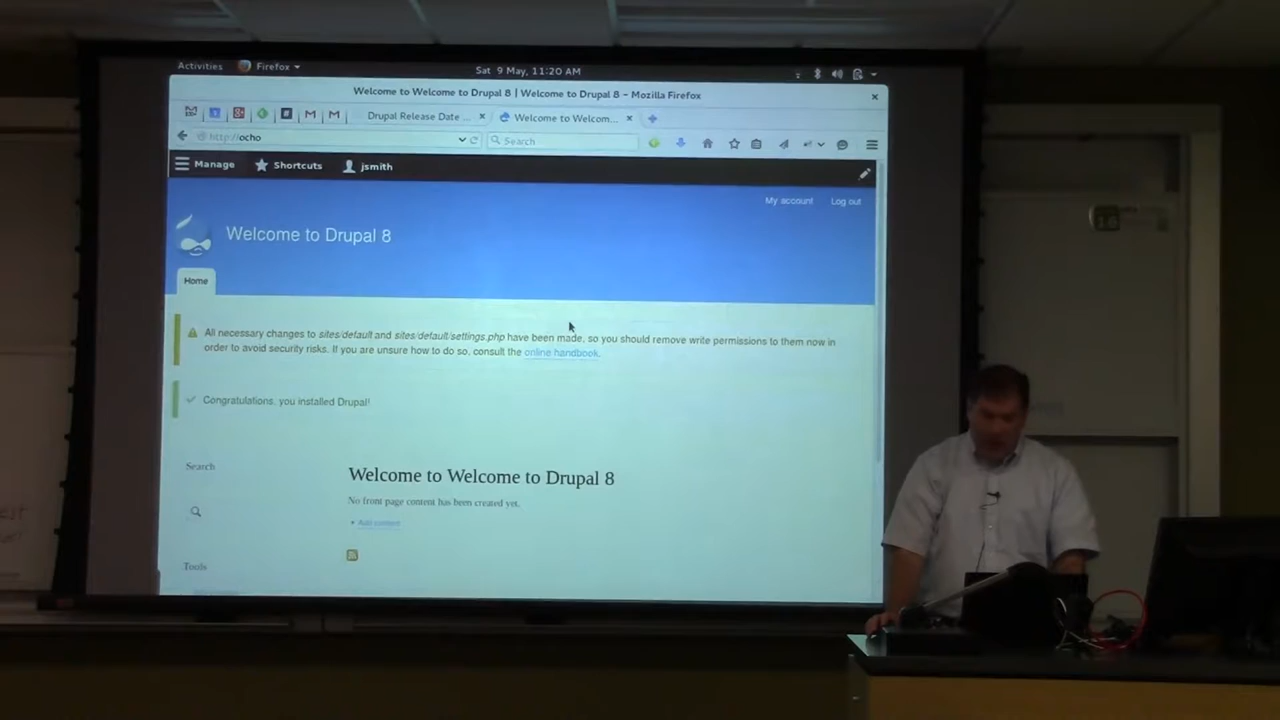 Activities Firefox Sat 9 May, 11:20 AM
Welcome to Welcome to Drupal 8 | Welcome to Drupal 8 - Mozilla Firefox
Drupal Release Date ... Welcome to Welcom...
http://ocho Search
Manage Shortcuts jsmith
My account Log out
Welcome to Drupal 8
Home
All necessary changes to sites/default and sites/default/settings.php have been made, so you should remove write permissions to them now in
order to avoid security risks. If you are unsure how to do so, consult the online handbook.
Congratulations, you installed Drupal!
Search
Welcome to Welcome to Drupal 8
No front page content has been created yet.
Add content
Tools